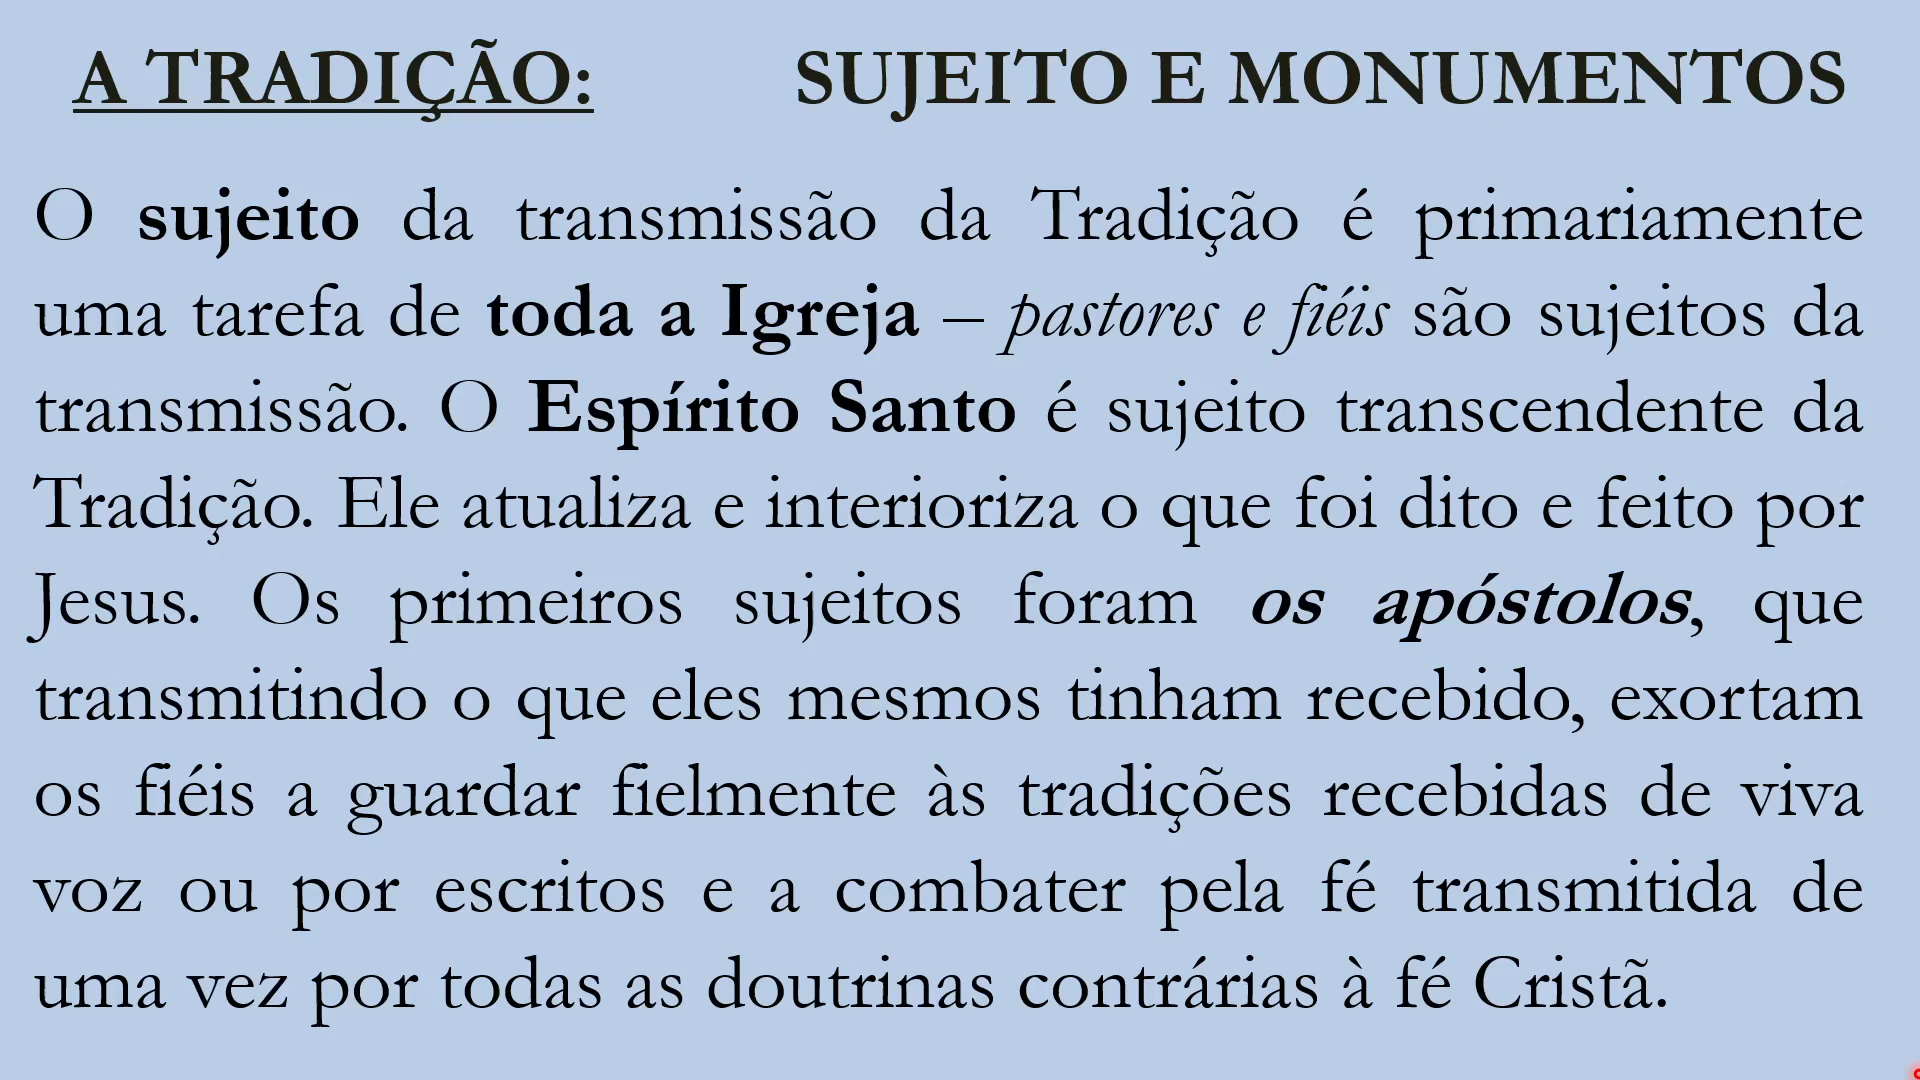 A TRADIÇÃO: SUJEITO E MONUMENTOS
O sujeito da transmissão da Tradição é primariamente
uma tarefa de toda a Igreja – pastores e fiéis são sujeitos da
transmissão. O Espírito Santo é sujeito transcendente da
Tradição. Ele atualiza e interioriza o que foi dito e feito por
Jesus. Os primeiros sujeitos foram os apóstolos, que
transmitindo o que eles mesmos tinham recebido, exortam
os fiéis a guardar fielmente às tradições recebidas de viva
voz ou por escritos e a combater pela fé transmitida de
uma vez por todas as doutrinas contrárias à fé Cristã.